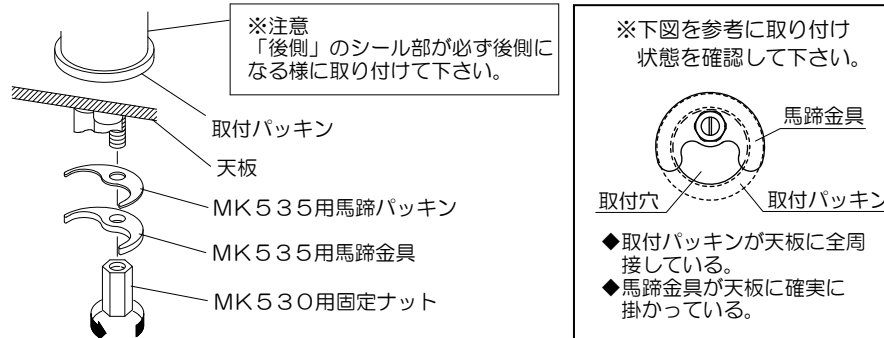 ※注意
「後側」のシール部が必ず後側に
なる様に取り付けて下さい。
取付パッキン
天板
MK535用馬蹄パッキン
MK535用馬蹄金具
MK530用固定ナット
※下図を参考に取り付け
状態を確認して下さい。
馬蹄金具
取付穴
取付パッキン
◆取付パッキンが天板に全周
接している。
◆馬蹄金具が天板に確実に
掛かっている。